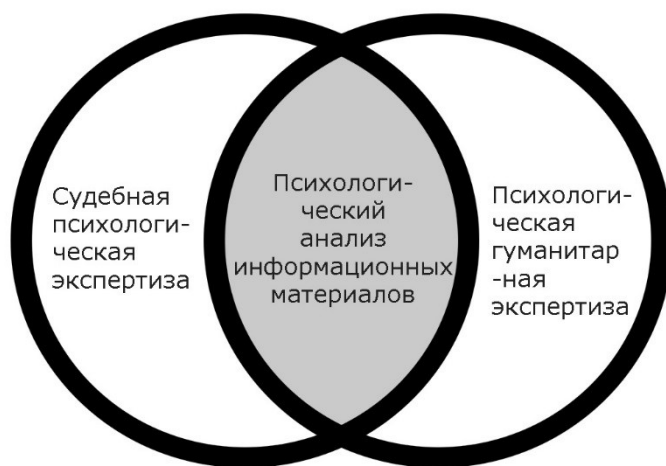 Судебная
психологи-
ческая
экспертиза
Психологи-
ческий
анализ
информационных
материалов
Психологи-
ческая
гуманитар
-ная
экспертиза